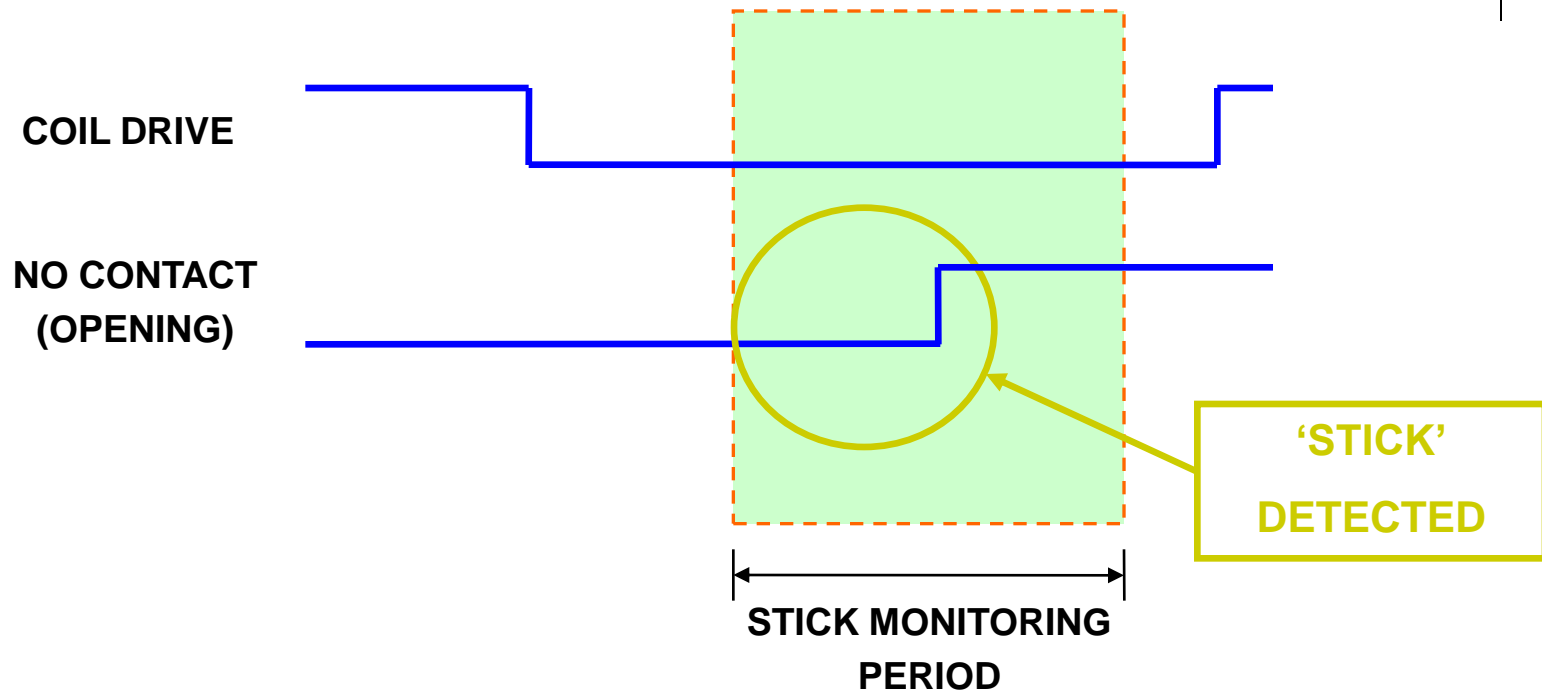 COIL DRIVE
NO CONTACT
(OPENING)
‘STICK’
DETECTED
STICK MONITORING
PERIOD